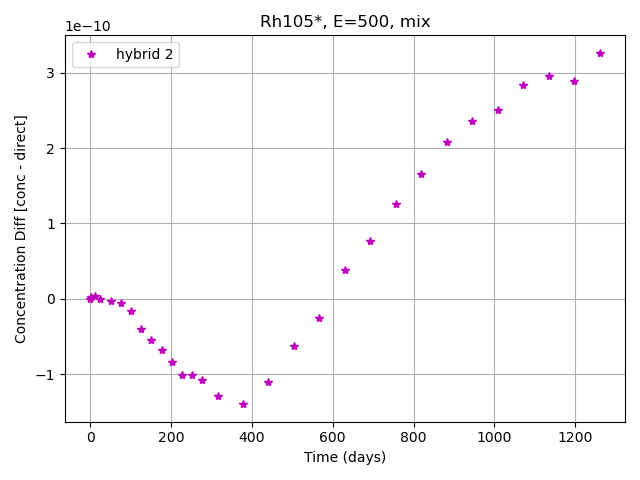 Rh105*, E=500, mix
1e−10
hybrid 2
3
2
1
0
−1
Concentration Diff [conc - direct]
0 200 400 600 800 1000 1200
Time (days)